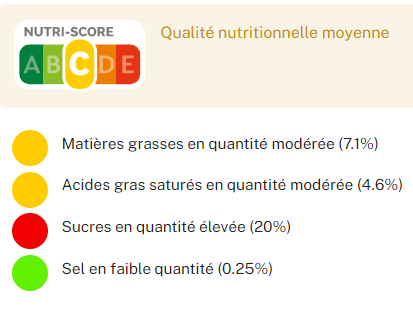 NUTRI-SCORE
A B C D E
Qualité nutritionnelle moyenne
Matières grasses en quantité modérée (7.1%)
Acides gras saturés en quantité modérée (4.6%)
Sucres en quantité élevée (20%)
Sel en faible quantité (0.25%)